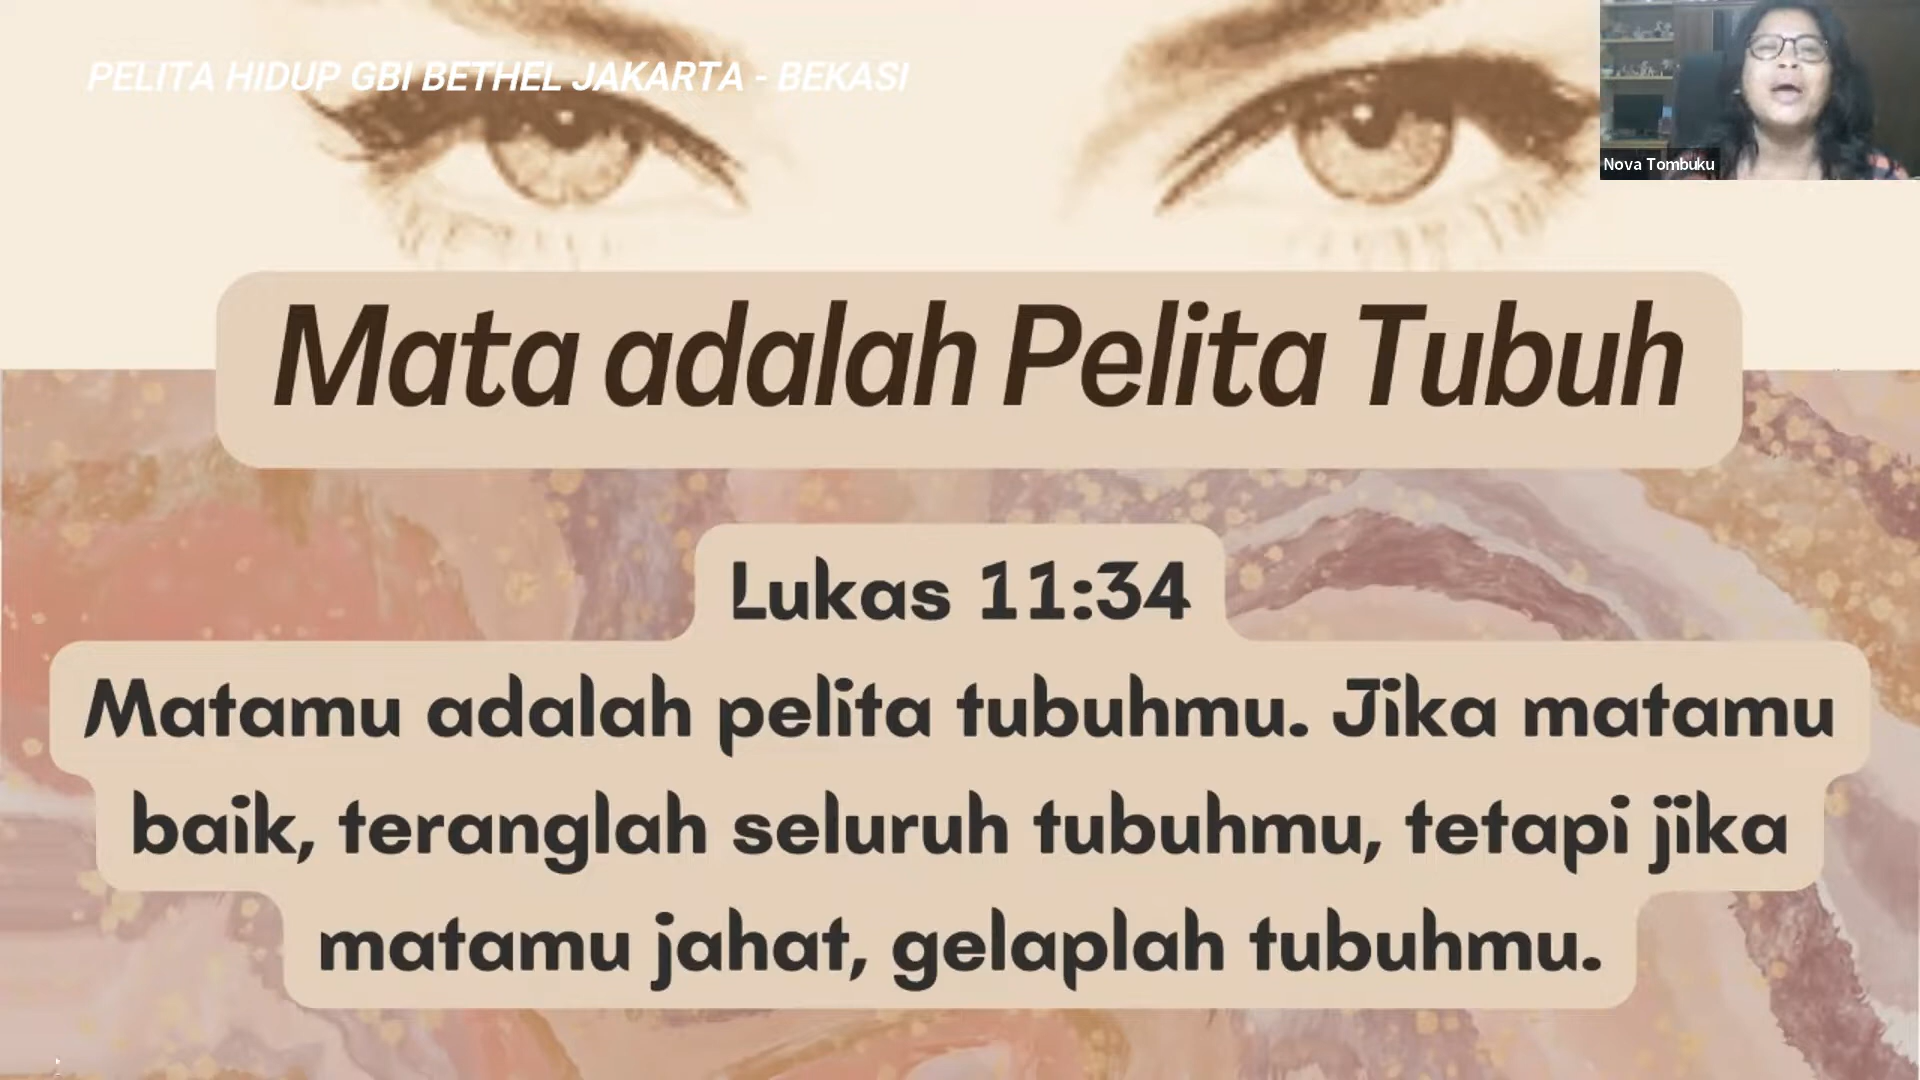 PELITA HIDUP GBI BETHEL JAKARTA - BEKASI
Nova Tombuku
Mata adalah Pelita Tubuh
Lukas 11:34
Matamu adalah pelita tubuhmu. Jika matamu
baik, teranglah seluruh tubuhmu, tetapi jika
matamu jahat, gelaplah tubuhmu.